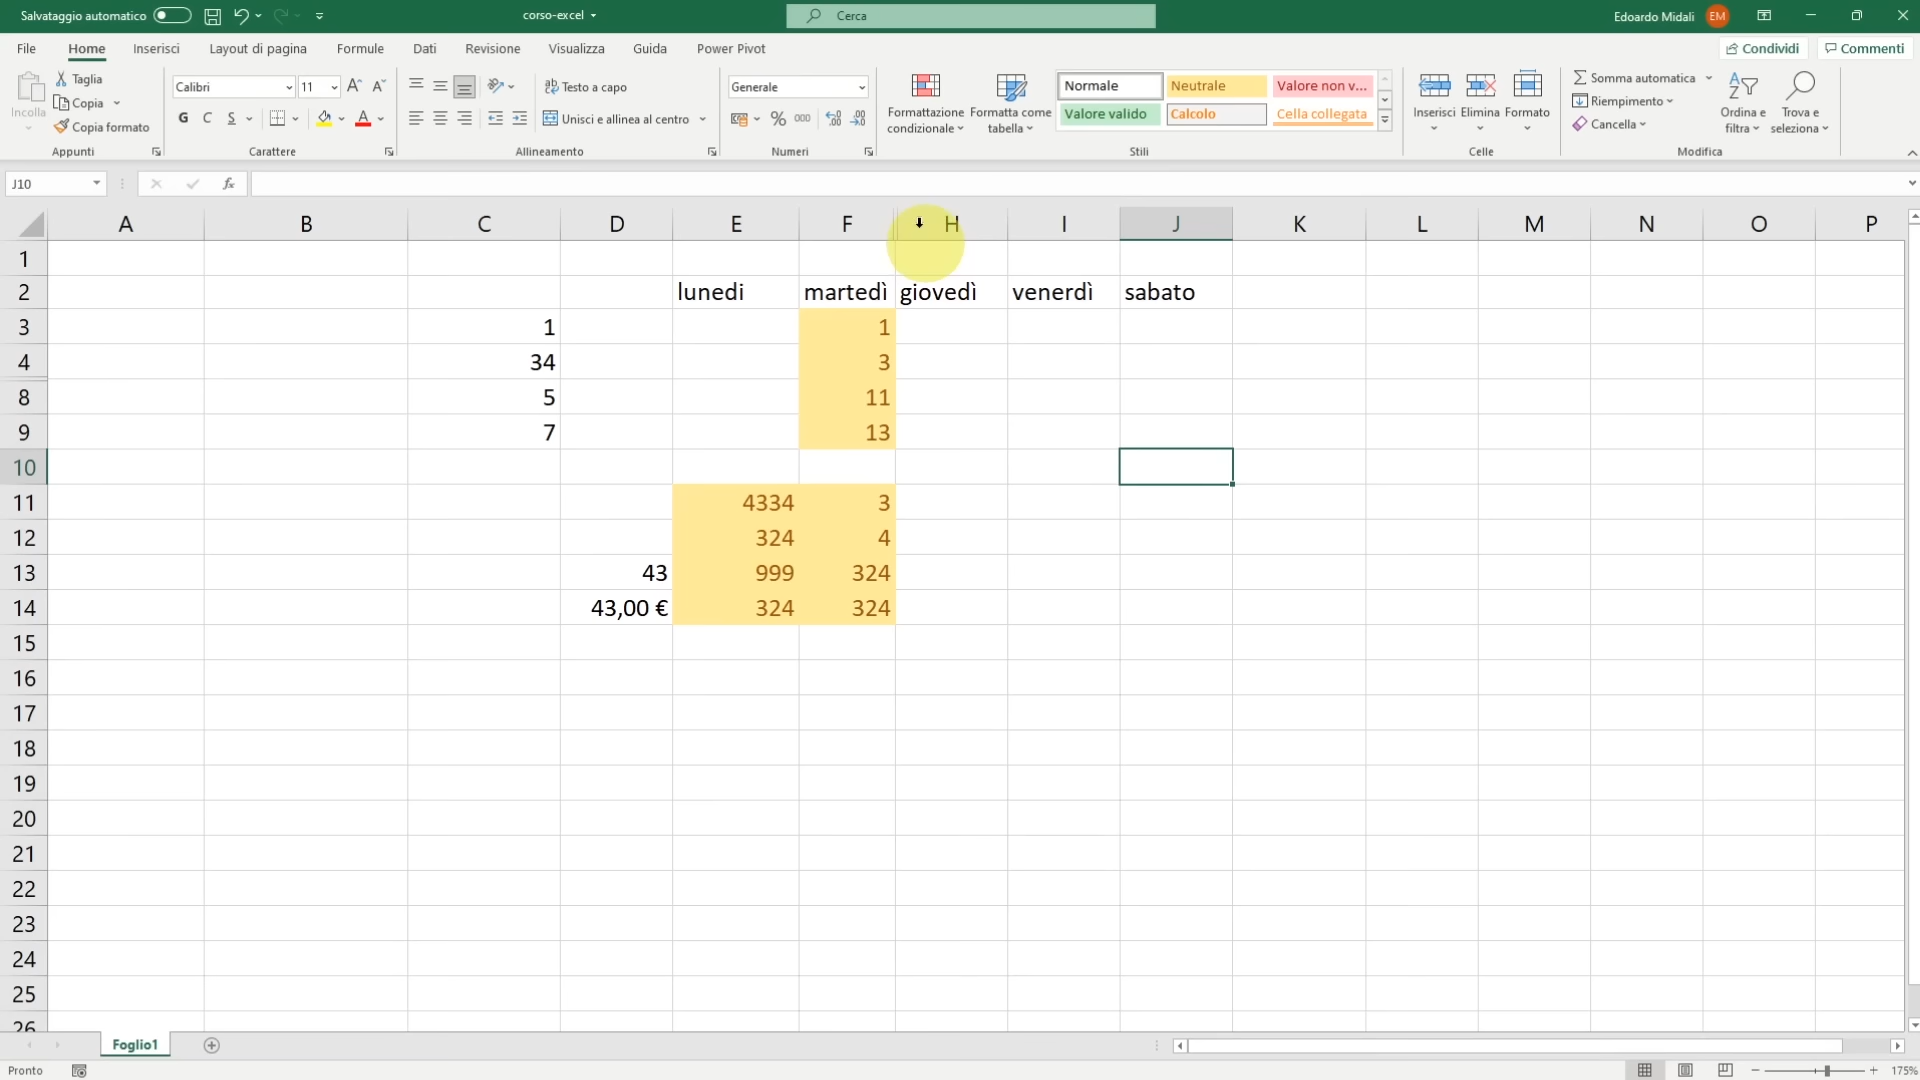 Salvataggio automatico
corso-excel
Cerca
Edoardo Midali
EM
File Home Inserisci Layout di pagina Formule Dati Revisione Visualizza Guida Power Pivot
Condividi
Commenti
Incolla
Taglia
Copia
Copia formato
Appunti
Calibri
11
G C S
Carattere
Testo a capo
Unisci e allinea al centro
Allineamento
Generale
% 000
Numeri
Formattazione condizionale
Formatta come tabella
Normale Neutrale Valore non v...
Valore valido Calcolo Cella collegata
Stili
Inserisci Elimina Formato
Celle
Somma automatica
Riempimento
Cancella
Ordina e filtra
Trova e seleziona
Modifica
J10
fx
A B C D E F H I J K L M N O P
1
2 lunedi martedì giovedì venerdì sabato
3 1 1
4 34 3
8 5 11
9 7 13
10
11 4334 3
12 324 4
13 43 999 324
14 43,00 € 324 324
15
16
17
18
19
20
21
22
23
24
25
26
Foglio1
Pronto
175%